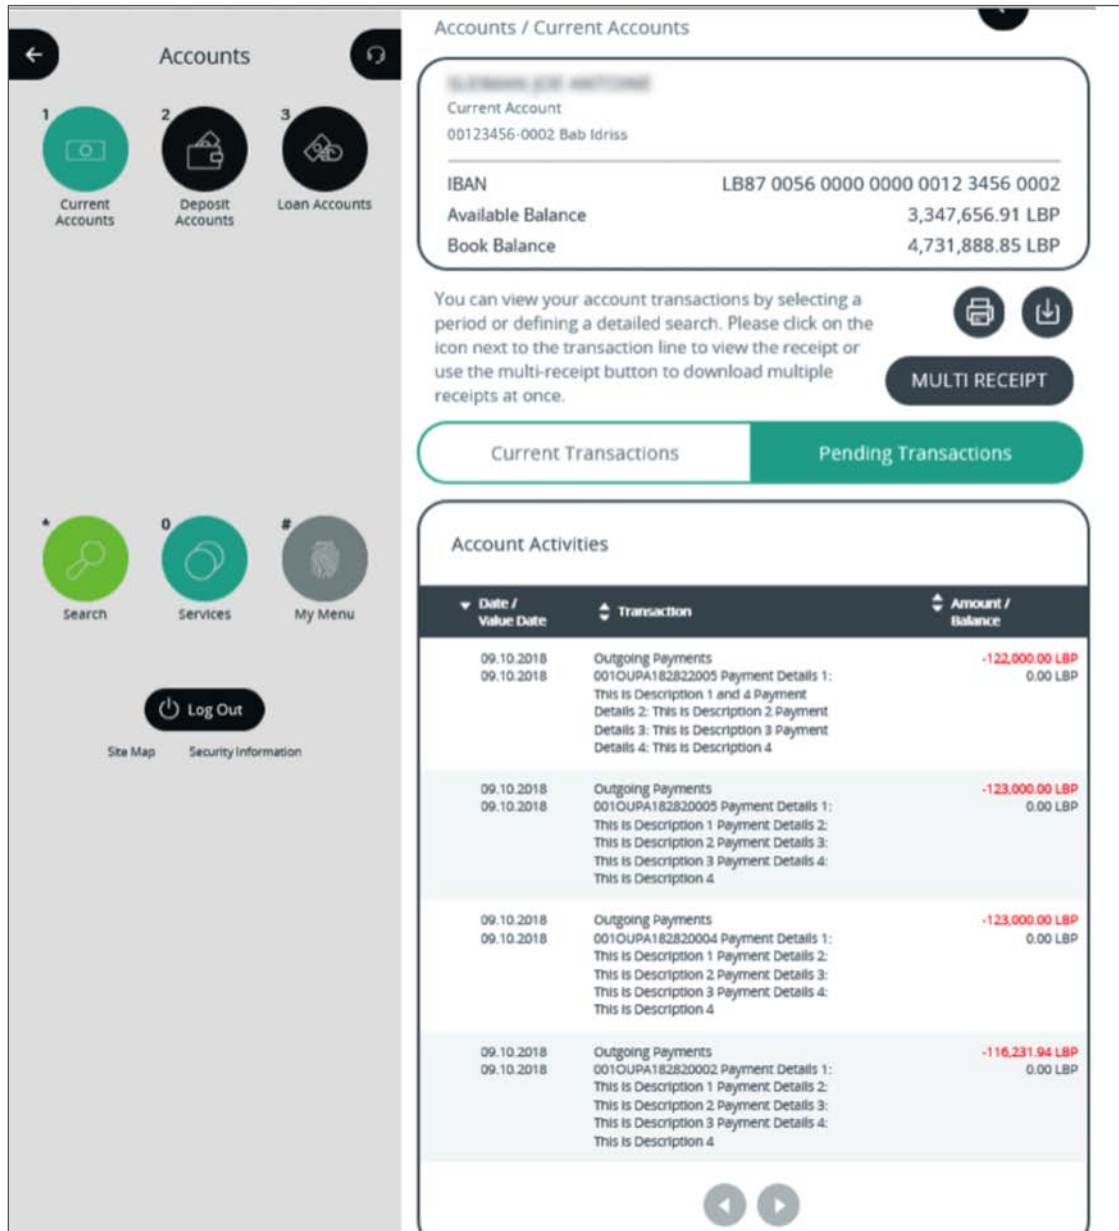 Accounts
1
2
3
Current
Accounts
Deposit
Accounts
Loan Accounts
*
0
#
Search
Services
My Menu
Log Out
Site Map
Security Information
Accounts / Current Accounts
Current Account
00123456-0002 Bab Idriss
IBAN LB87 0056 0000 0000 0012 3456 0002
Available Balance 3,347,656.91 LBP
Book Balance 4,731,888.85 LBP
You can view your account transactions by selecting a
period or defining a detailed search. Please click on the
icon next to the transaction line to view the receipt or
use the multi-receipt button to download multiple
receipts at once.
MULTI RECEIPT
Current Transactions
Pending Transactions
Account Activities
Date /
Value Date
Transaction
Amount /
Balance
09.10.2018
09.10.2018
Outgoing Payments
001OUPA182822005 Payment Details 1:
This is Description 1 and 4 Payment
Details 2: This is Description 2 Payment
Details 3: This is Description 3 Payment
Details 4: This is Description 4
-122,000.00 LBP
0.00 LBP
09.10.2018
09.10.2018
Outgoing Payments
001OUPA182820005 Payment Details 1:
This is Description 1 Payment Details 2:
This is Description 2 Payment Details 3:
This is Description 3 Payment Details 4:
This is Description 4
-123,000.00 LBP
0.00 LBP
09.10.2018
09.10.2018
Outgoing Payments
001OUPA182820004 Payment Details 1:
This is Description 1 Payment Details 2:
This is Description 2 Payment Details 3:
This is Description 3 Payment Details 4:
This is Description 4
-123,000.00 LBP
0.00 LBP
09.10.2018
09.10.2018
Outgoing Payments
001OUPA182820002 Payment Details 1:
This is Description 1 Payment Details 2:
This is Description 2 Payment Details 3:
This is Description 3 Payment Details 4:
This is Description 4
-116,231.94 LBP
0.00 LBP